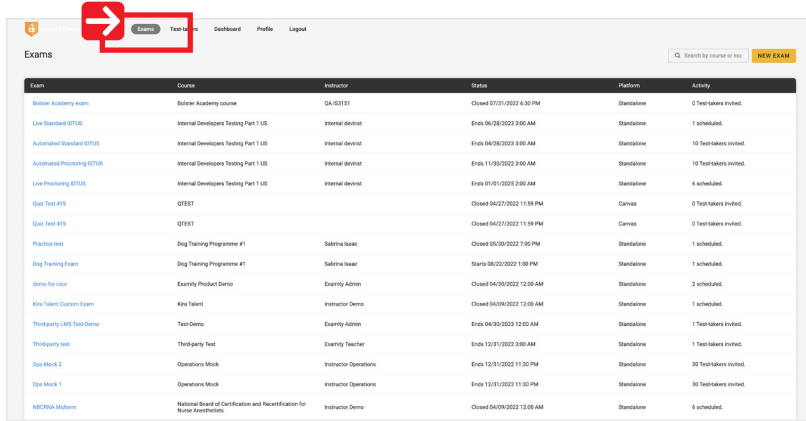 Exams Test-takers Dashboard Profile Logout
Exams
Search by course or exa NEW EXAM
Exam Course Instructor Status Platform Activity
Bolster Academy exam Bolster Academy course QA IS3151 Closed 07/31/2022 6:30 PM Standalone 0 Test-takers invited.
Live Standard IDTUS Internal Developers Testing Part 1 US internal devinst Ends 06/28/2023 3:00 AM Standalone 1 scheduled.
Automated Standard IDTUS Internal Developers Testing Part 1 US internal devinst Ends 04/28/2023 3:00 AM Standalone 10 Test-takers invited.
Automated Proctoring IDTUS Internal Developers Testing Part 1 US internal devinst Ends 11/30/2022 3:00 AM Standalone 10 Test-takers invited.
Live Proctoring IDTUS Internal Developers Testing Part 1 US internal devinst Ends 01/01/2025 2:00 AM Standalone 6 scheduled.
Quiz Test #15 QTEST Closed 04/27/2022 11:59 PM Canvas 0 Test-takers invited.
Quiz Test 415 QTEST Closed 04/27/2022 11:59 PM Canvas 0 Test-takers invited.
Practice test Dog Training Programme #1 Sabrina Isaac Closed 05/30/2022 7:00 PM Standalone 1 scheduled.
Dog Training Exam Dog Training Programme #1 Sabrina Isaac Starts 08/22/2022 1:00 PM Standalone 1 scheduled.
demo for cour Examity Product Demo Examity Admin Closed 04/30/2022 12:00 AM Standalone 2 scheduled.
Kira Talent Custom Exam Kira Talent Instructor Demo Closed 04/09/2022 12:00 AM Standalone 1 scheduled.
Third-party LMS Test-Demo Test-Demo Examity Admin Ends 04/30/2023 12:00 AM Standalone 1 Test-takers invited.
Third-party test Third-party Test Examity Teacher Ends 12/31/2022 3:00 AM Standalone 1 Test-takers invited.
Ops Mock 2 Operations Mock Instructor Operations Ends 12/31/2022 11:30 PM Standalone 30 Test-takers invited.
Ops Mock 1 Operations Mock Instructor Operations Ends 12/31/2022 11:30 PM Standalone 30 Test-takers invited.
NBCRNA Midterm National Board of Certification and Recertification for Instructor Demo Closed 04/09/2022 12:00 AM Standalone 6 scheduled.
Nurse Anesthetists